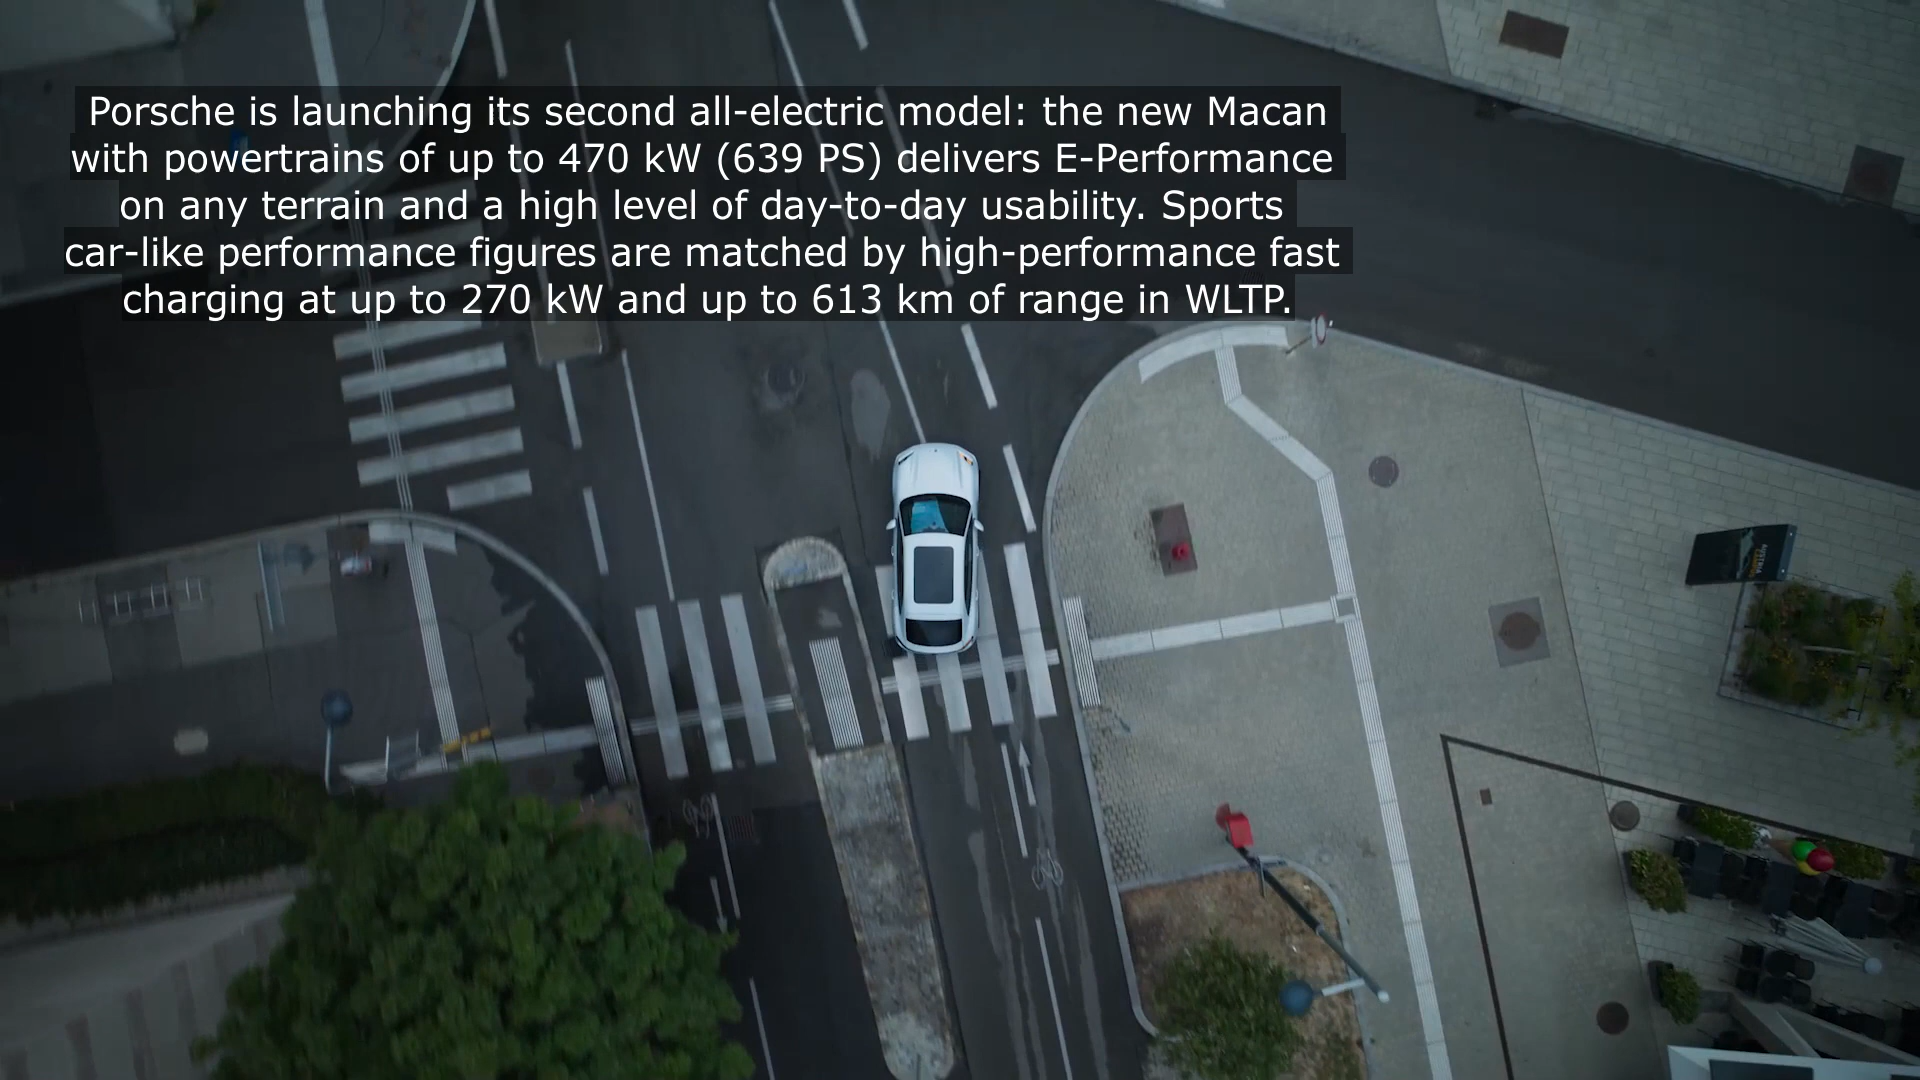 Porsche is launching its second all-electric model: the new Macan
with powertrains of up to 470 kW (639 PS) delivers E-Performance
on any terrain and a high level of day-to-day usability. Sports
car-like performance figures are matched by high-performance fast
charging at up to 270 kW and up to 613 km of range in WLTP.